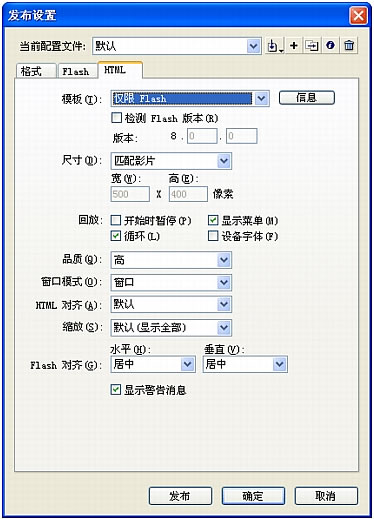 发布设置
当前配置文件: 默认
格式 Flash HTML
模板(T): 仅限 Flash 信息
检测 Flash 版本(R)
版本: 8 . 0 . 0
尺寸(D): 匹配影片
宽(W): 高(E):
500 X 400 像素
回放: 开始时暂停(P) 显示菜单(M)
循环(L) 设备字体(F)
品质(Q): 高
窗口模式(O): 窗口
HTML 对齐(A): 默认
缩放(S): 默认(显示全部)
水平(H): 垂直(V):
Flash 对齐(G): 居中 居中
显示警告消息
发布 确定 取消